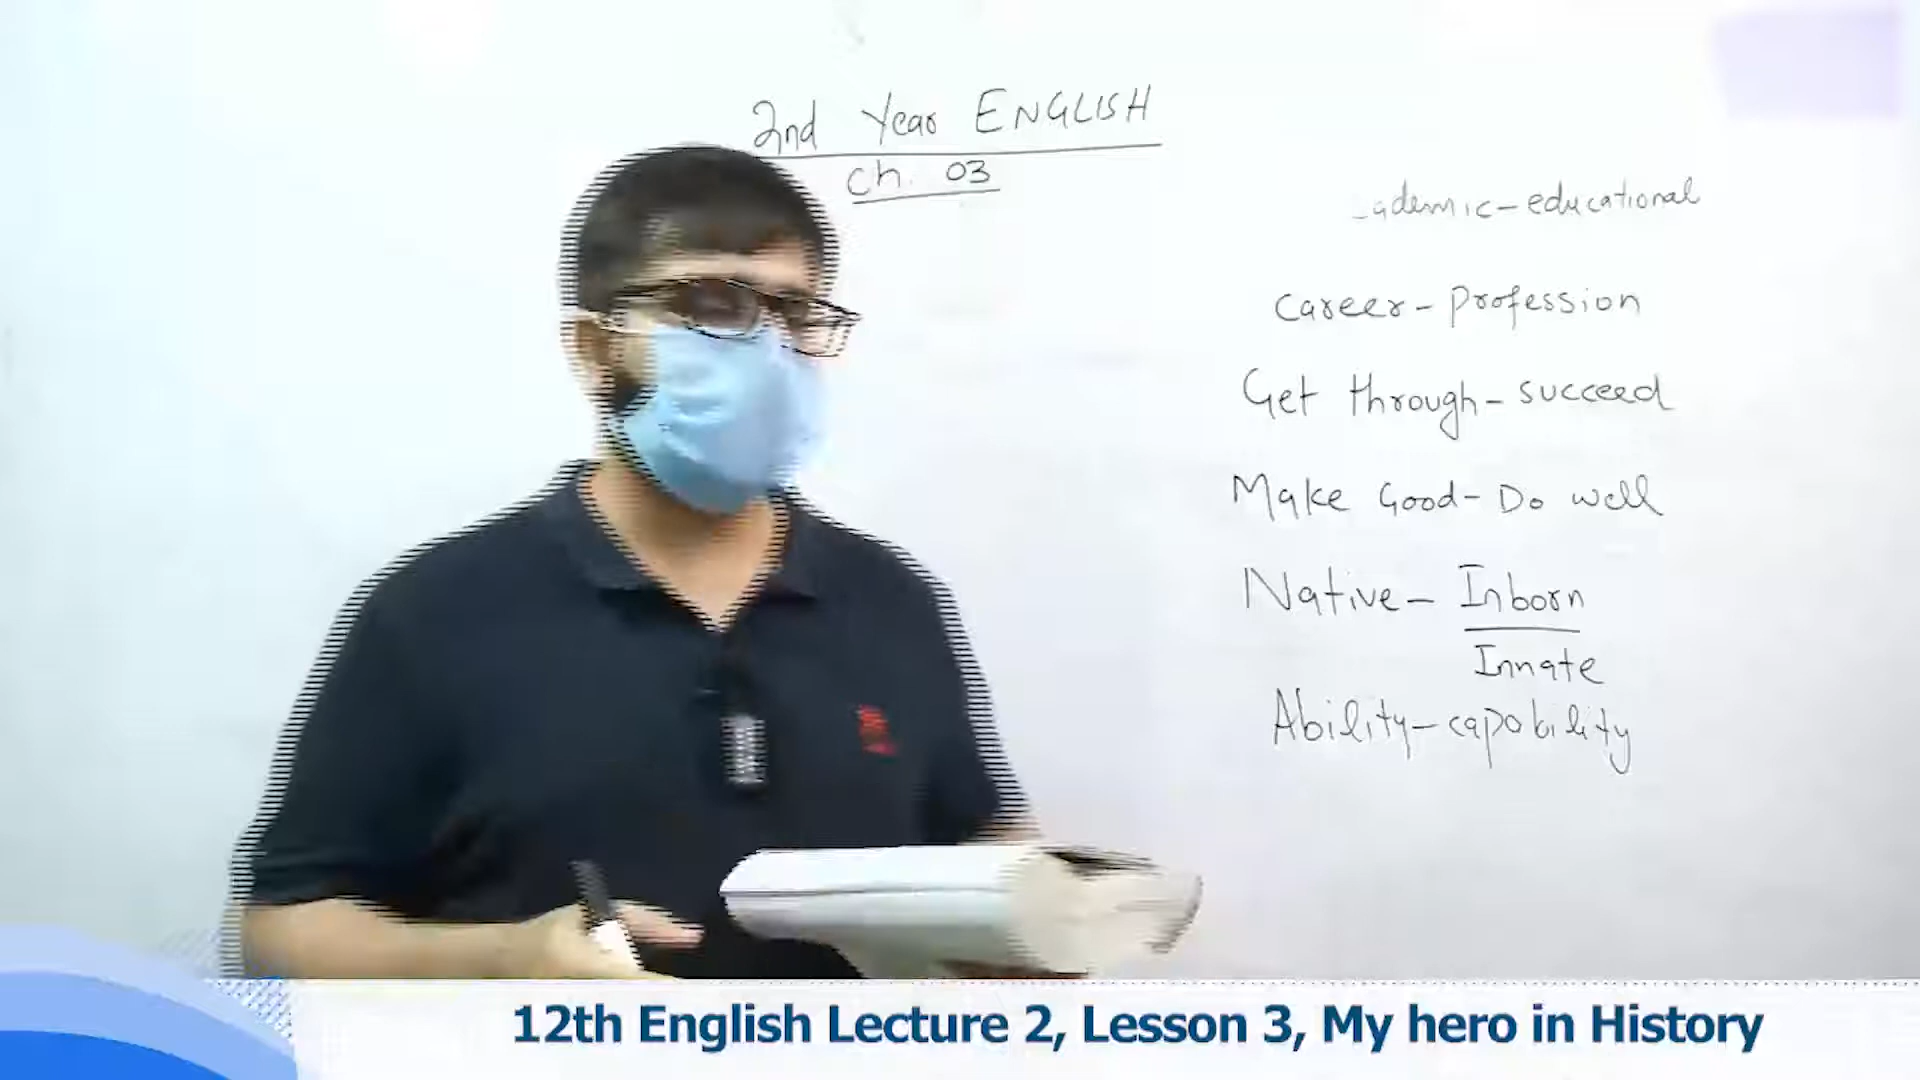 2nd Year ENGLISH
Ch. 03
ademic - educational
Career - Profession
Get through - succeed
Make Good - Do well
Native - Inborn
Innate
Ability - capability
12th English Lecture 2, Lesson 3, My hero in History